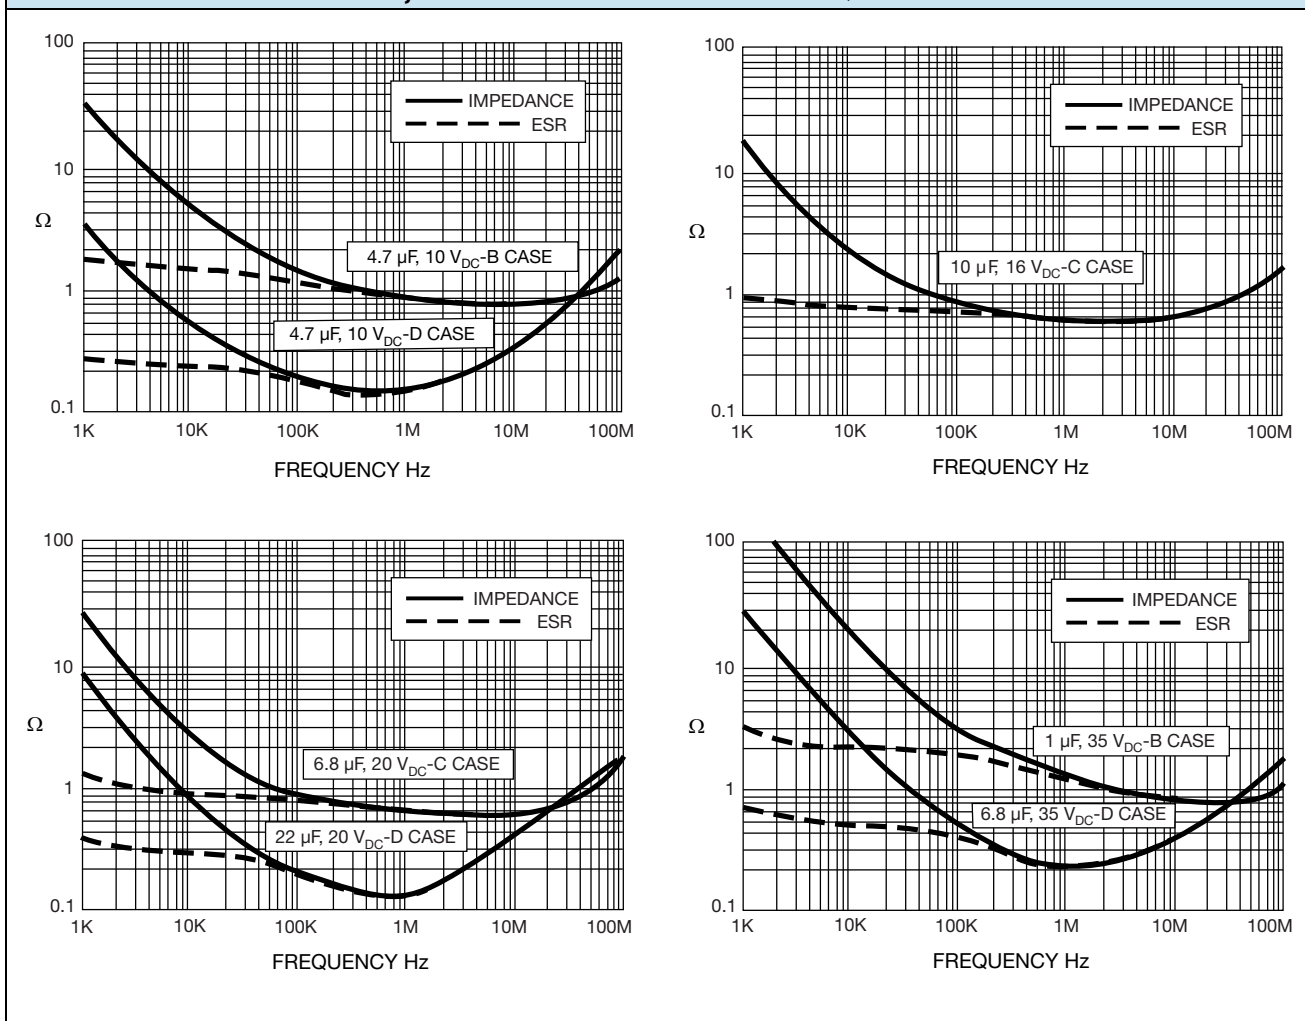 100
10
Ω
1
0.1
IMPEDANCE
ESR
4.7 µF, 10 VDC-B CASE
4.7 µF, 10 VDC-D CASE
1K 10K 100K 1M 10M 100M
FREQUENCY Hz
100
10
Ω
1
0.1
IMPEDANCE
ESR
10 µF, 16 VDC-C CASE
1K 10K 100K 1M 10M 100M
FREQUENCY Hz
100
10
Ω
1
0.1
IMPEDANCE
ESR
6.8 µF, 20 VDC-C CASE
22 µF, 20 VDC-D CASE
1K 10K 100K 1M 10M 100M
FREQUENCY Hz
100
10
Ω
1
0.1
IMPEDANCE
ESR
1 µF, 35 VDC-B CASE
6.8 µF, 35 VDC-D CASE
1K 10K 100K 1M 10M 100M
FREQUENCY Hz